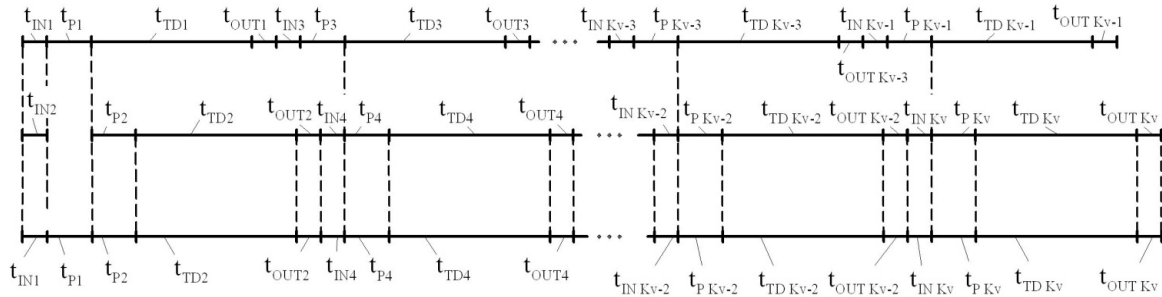 tIN1 tP1 tTD1 tOUT1 tIN3 tP3 tTD3 tOUT3 tIN Kv-3 tP Kv-3 tTD Kv-3 tIN Kv-1 tP Kv-1 tTD Kv-1 tOUT Kv-1
tOUT Kv-3
tIN2 tP2 tTD2 tOUT2 tIN4 tP4 tTD4 tOUT4 tIN Kv-2 tP Kv-2 tTD Kv-2 tOUT Kv-2 tIN Kv tP Kv tTD Kv tOUT Kv
tIN1 tP1 tP2 tTD2 tOUT2 tIN4 tP4 tTD4 tOUT4 tIN Kv-2 tP Kv-2 tTD Kv-2 tOUT Kv-2 tIN Kv tP Kv tTD Kv tOUT Kv